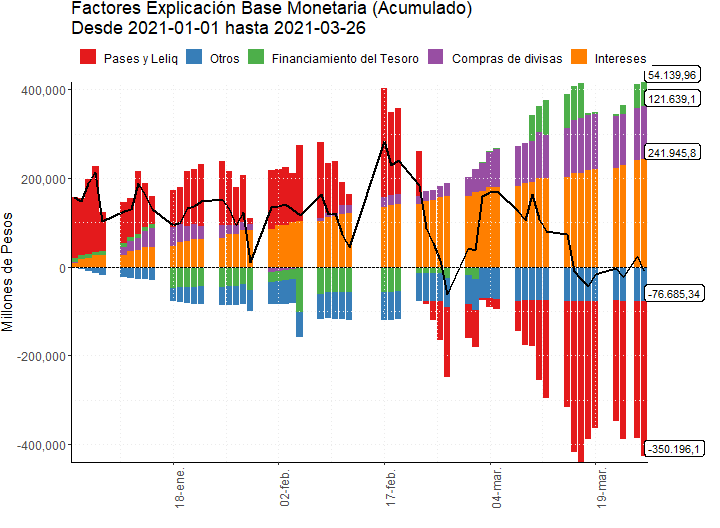 Factores Explicación Base Monetaria (Acumulado)
Desde 2021-01-01 hasta 2021-03-26
Pases y Leliq Otros Financiamiento del Tesoro Compras de divisas Intereses
Millones de Pesos
400,000
200,000
0
-200,000
-400,000
54.139,96
121.639,1
241.945,8
-76.685,34
-350.196,1
18-ene.
02-feb.
17-feb.
04-mar.
19-mar.